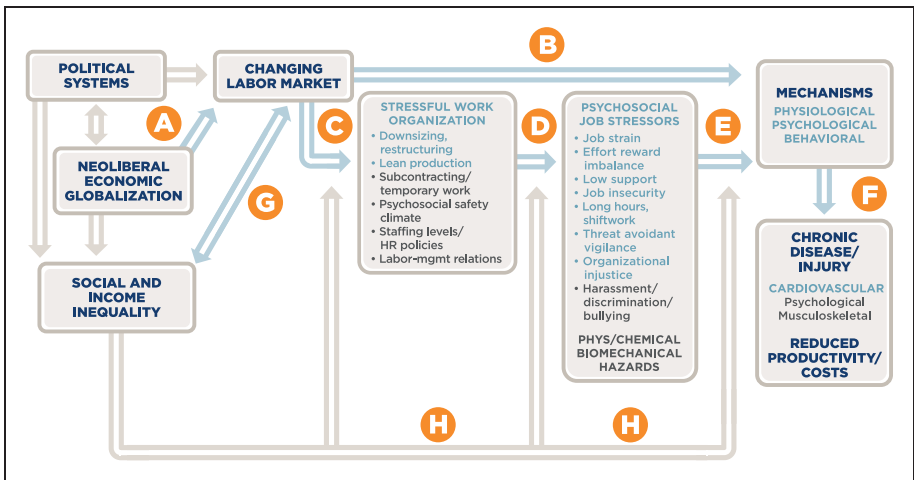 POLITICAL
SYSTEMS
A
NEOLIBERAL
ECONOMIC
GLOBALIZATION
SOCIAL AND
INCOME
INEQUALITY
CHANGING
LABOR MARKET
B
G
C
STRESSFUL WORK
ORGANIZATION
• Downsizing,
restructuring
• Lean production
• Subcontracting/
temporary work
• Psychosocial safety
climate
• Staffing levels/
HR policies
• Labor-mgmt relations
D
PSYCHOSOCIAL
JOB STRESSORS
• Job strain
• Effort reward
imbalance
• Low support
• Job insecurity
• Long hours,
shiftwork
• Threat avoidant
vigilance
• Organizational
injustice
• Harassment/
discrimination/
bullying
PHYS/CHEMICAL
BIOMECHANICAL
HAZARDS
E
MECHANISMS
PHYSIOLOGICAL
PSYCHOLOGICAL
BEHAVIORAL
F
CHRONIC
DISEASE/
INJURY
CARDIOVASCULAR
Psychological
Musculoskeletal
REDUCED
PRODUCTIVITY/
COSTS
H
H